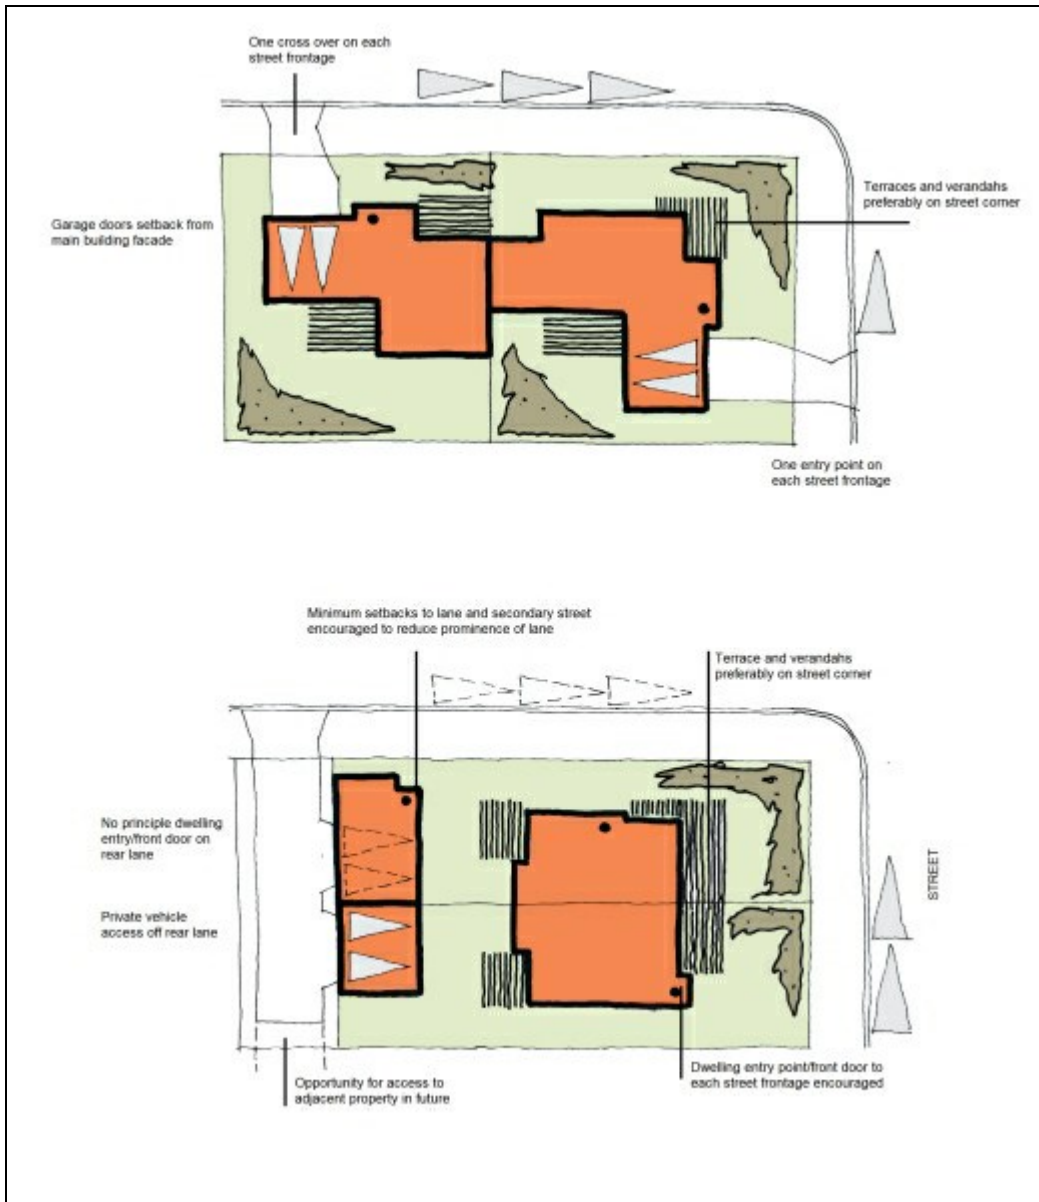 One cross over on each
street frontage
Terraces and verandahs
preferably on street corner
Garage doors setback from
main building facade
One entry point on
each street frontage
Minimum setbacks to lane and secondary street
encouraged to reduce prominence of lane
Terrace and verandahs
preferably on street corner
No principle dwelling
entry/front door on
rear lane
STREET
Private vehicle
access off rear lane
Opportunity for access to
adjacent property in future
Dwelling entry point/front door to
each street frontage encouraged